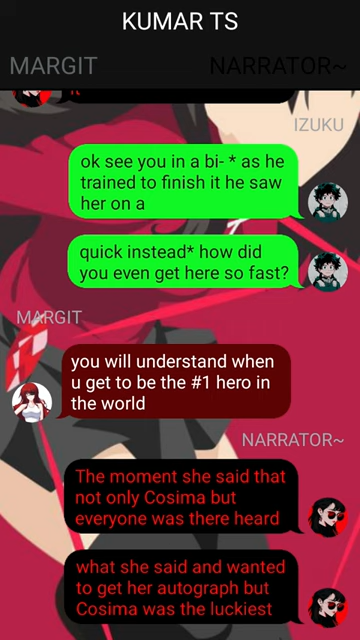 KUMAR TS
MARGIT
NARRATOR~
it
IZUKU
ok see you in a bi- * as he
trained to finish it he saw
her on a
quick instead* how did
you even get here so fast?
MARGIT
you will understand when
u get to be the #1 hero in
the world
NARRATOR~
The moment she said that
not only Cosima but
everyone was there heard
what she said and wanted
to get her autograph but
Cosima was the luckiest